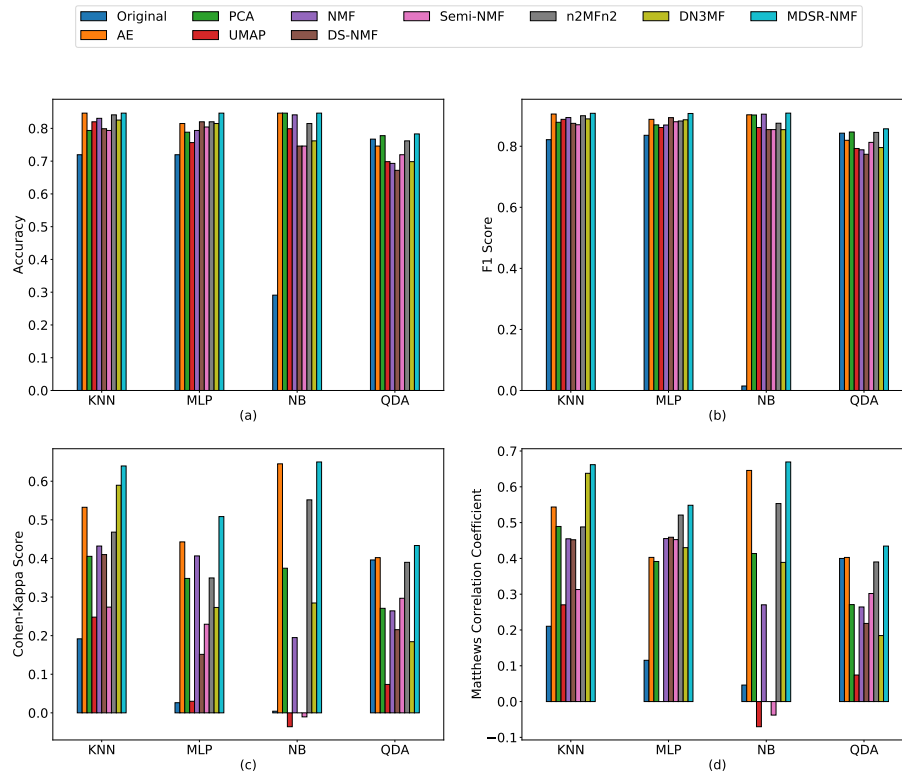 Original PCA NMF Semi-NMF n2MFn2 DN3MF MDSR-NMF
AE UMAP DS-NMF
Accuracy
0.8
0.7
0.6
0.5
0.4
0.3
0.2
0.1
0.0
KNN MLP NB QDA
(a)
F1 Score
0.8
0.6
0.4
0.2
0.0
KNN MLP NB QDA
(b)
Cohen-Kappa Score
0.6
0.5
0.4
0.3
0.2
0.1
0.0
KNN MLP NB QDA
(c)
Matthews Correlation Coefficient
0.7
0.6
0.5
0.4
0.3
0.2
0.1
0.0
−0.1
KNN MLP NB QDA
(d)